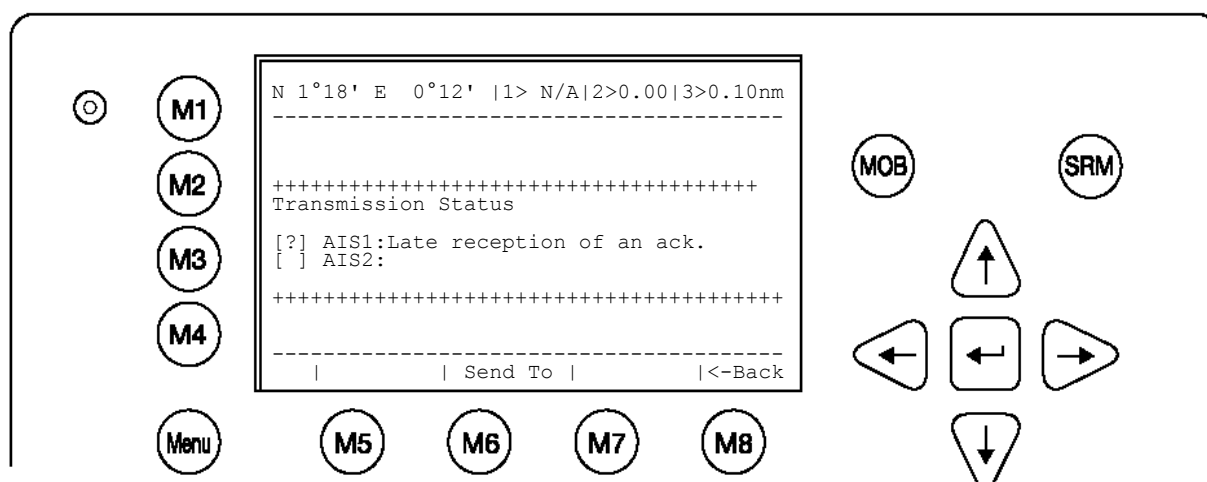 N 1°18' E  0°12' |1> N/A|2>0.00|3>0.10nm
----------------------------------------
++++++++++++++++++++++++++++++++++++++
Transmission Status
[?] AIS1:Late reception of an ack.
[ ] AIS2:
++++++++++++++++++++++++++++++++++++++++
----------------------------------------
|         | Send To |         |<-Back
M1
M2
M3
M4
MOB
SRM
Menu
M5
M6
M7
M8